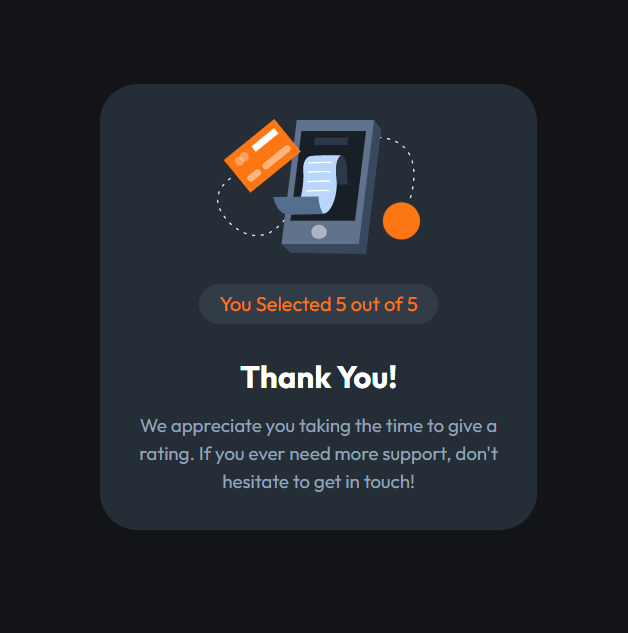 You Selected 5 out of 5
Thank You!
We appreciate you taking the time to give a
rating. If you ever need more support, don't
hesitate to get in touch!